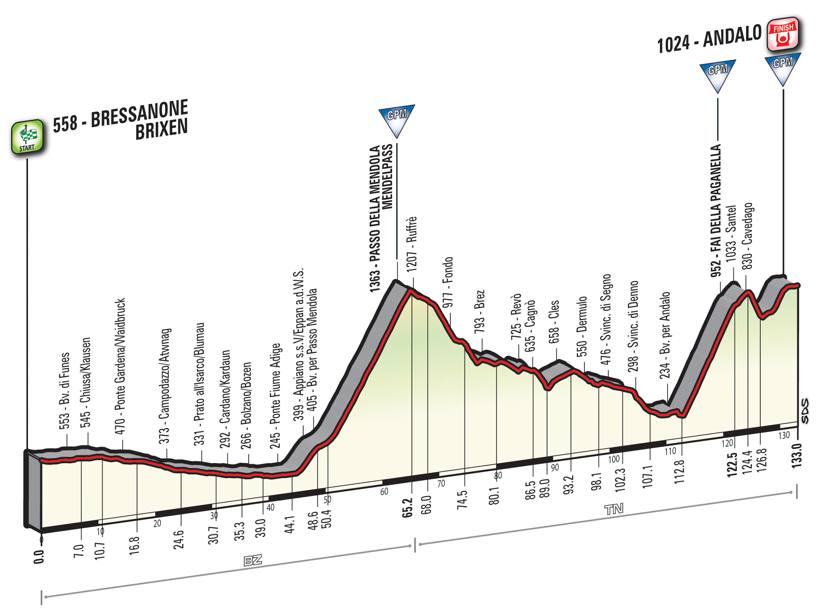 1024 - ANDALO
FINISH
GPM
GPM
START
558 - BRESSANONE
BRIXEN
GPM
1363 - PASSO DELLA MENDOLA
MENDELPASS
952 - FAI DELLA PAGANELLA
553 - Bv. di Funes
545 - Chiusa/Klausen
470 - Ponte Gardena/Waidbruck
373 - Campodazzo/Atwnag
331 - Prato all'Isarco/Blumau
292 - Cardano/Kardaun
266 - Bolzano/Bozen
245 - Ponte Fiume Adige
399 - Appiano s.s.V/Eppan a.d.W.S.
405 - Bv. per Passo Mendola
1207 - Ruffrè
977 - Fondo
793 - Brez
725 - Revò
635 - Cagnò
658 - Cles
550 - Dermulo
476 - Svinc. di Segno
298 - Svinc. di Denno
234 - Bv. per Andalo
1033 - Santel
830 - Cavedago
SDS
10
20
30
40
50
60
70
80
90
100
110
120
130
0.0
7.0
10.7
16.8
24.6
30.7
35.3
39.0
44.1
48.6
50.4
65.2
68.0
74.5
80.1
86.5
89.0
93.2
98.1
102.3
107.1
112.8
122.5
124.4
126.8
133.0
BZ
TN